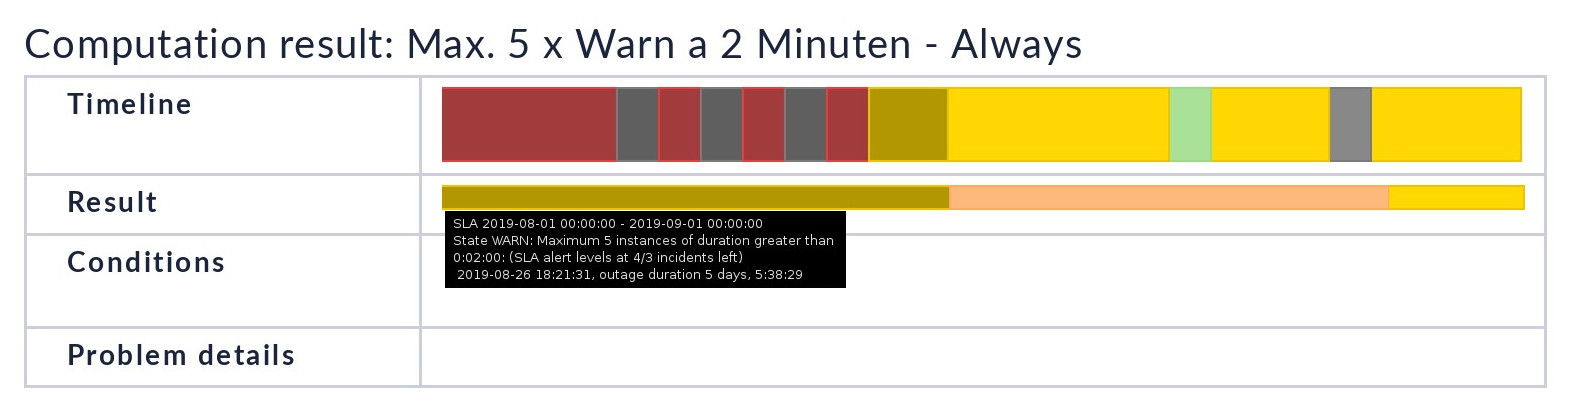 Computation result: Max. 5 x Warn a 2 Minuten - Always
Timeline
Result
SLA 2019-08-01 00:00:00 - 2019-09-01 00:00:00
State WARN: Maximum 5 instances of duration greater than
0:02:00: (SLA alert levels at 4/3 incidents left)
2019-08-26 18:21:31, outage duration 5 days, 5:38:29
Conditions
Problem details